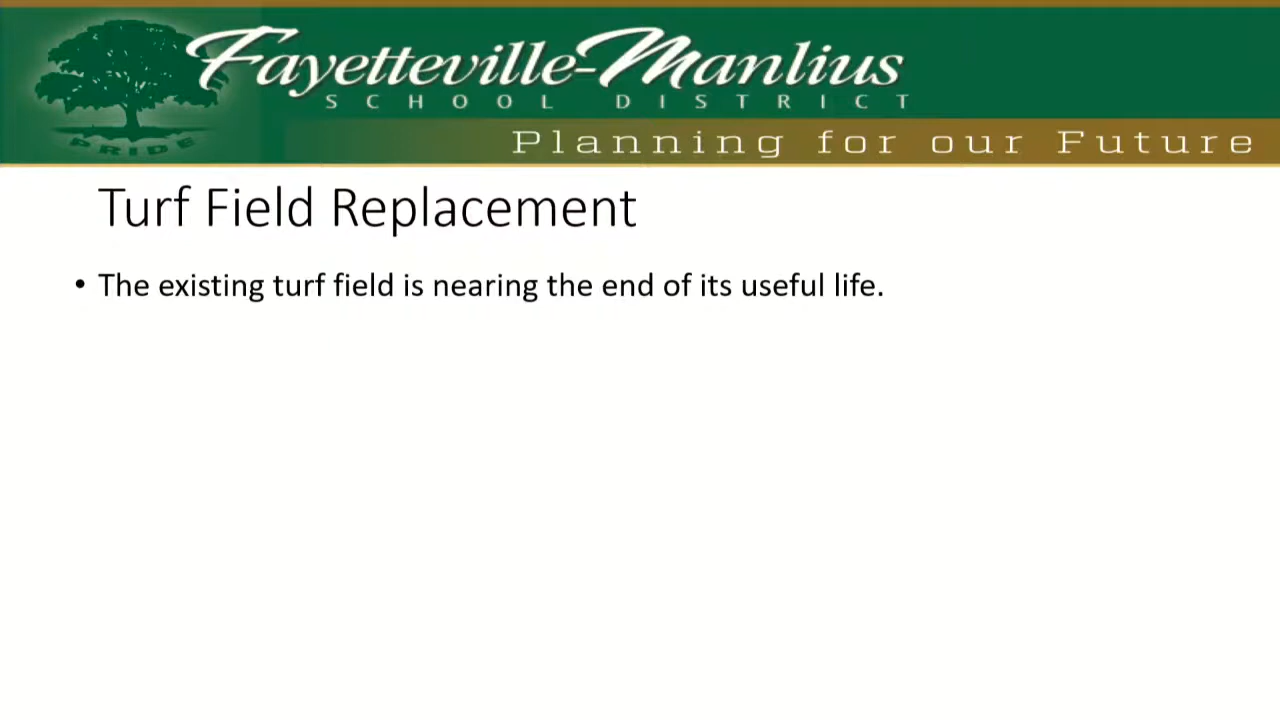 Fayetteville-Manlius
SCHOOL DISTRICT
PRIDE
Planning for our Future
Turf Field Replacement
• The existing turf field is nearing the end of its useful life.